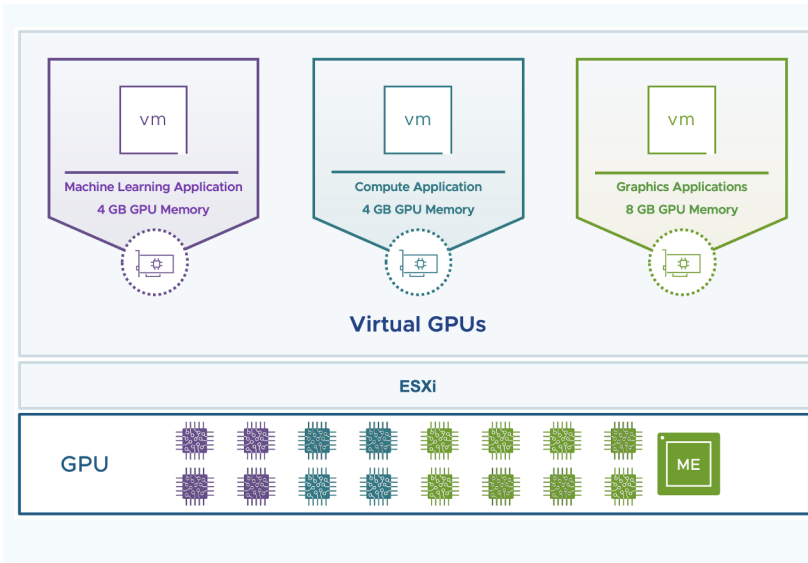 vm
Machine Learning Application
4 GB GPU Memory
vm
Compute Application
4 GB GPU Memory
vm
Graphics Applications
8 GB GPU Memory
Virtual GPUs
ESXi
GPU
ME